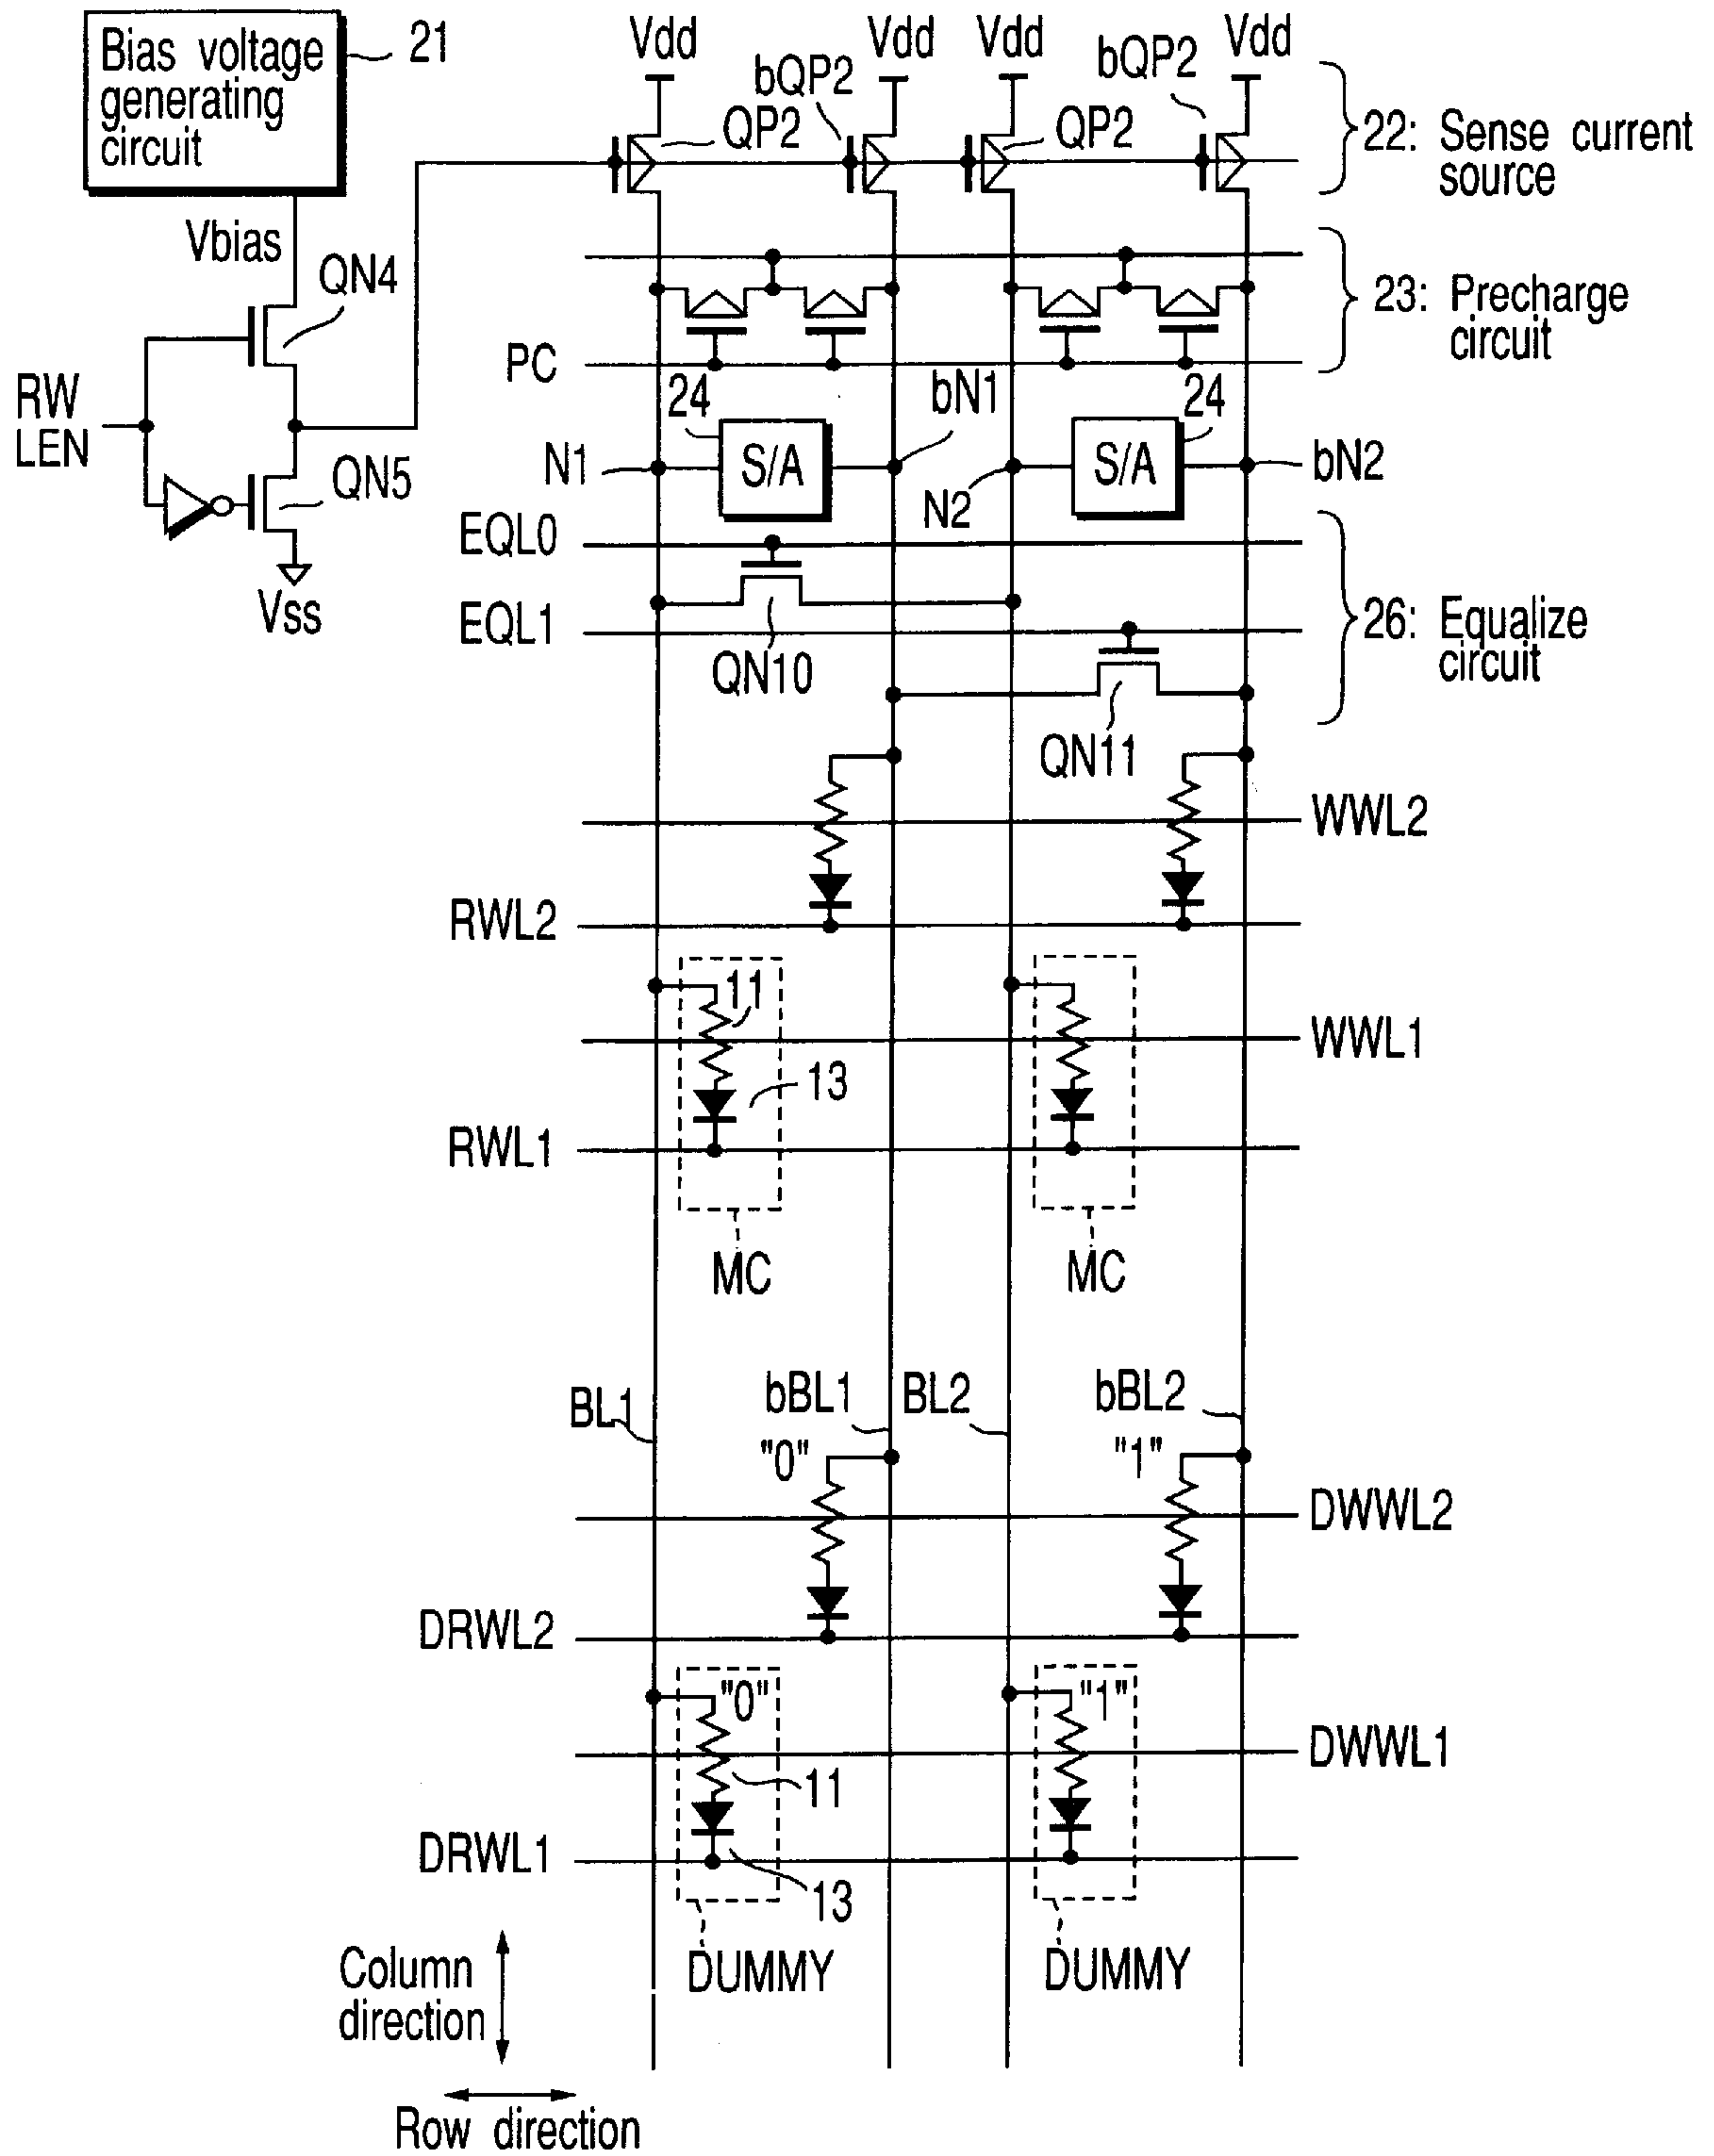 Bias voltage
generating
circuit
21
Vdd
Vdd
Vdd
Vdd
bQP2
QP2
QP2
bQP2
22: Sense current
source
Vbias
QN4
23: Precharge
circuit
PC
RW
LEN
24
bN1
24
N1
S/A
N2
S/A
bN2
QN5
Vss
EQL0
EQL1
QN10
26: Equalize
circuit
QN11
WWL2
RWL2
11
WWL1
13
RWL1
MC
MC
BL1
bBL1
BL2
bBL2
"0"
"1"
DWWL2
DRWL2
"0"
"1"
DWWL1
11
DRWL1
13
DUMMY
DUMMY
Column
direction
Row direction